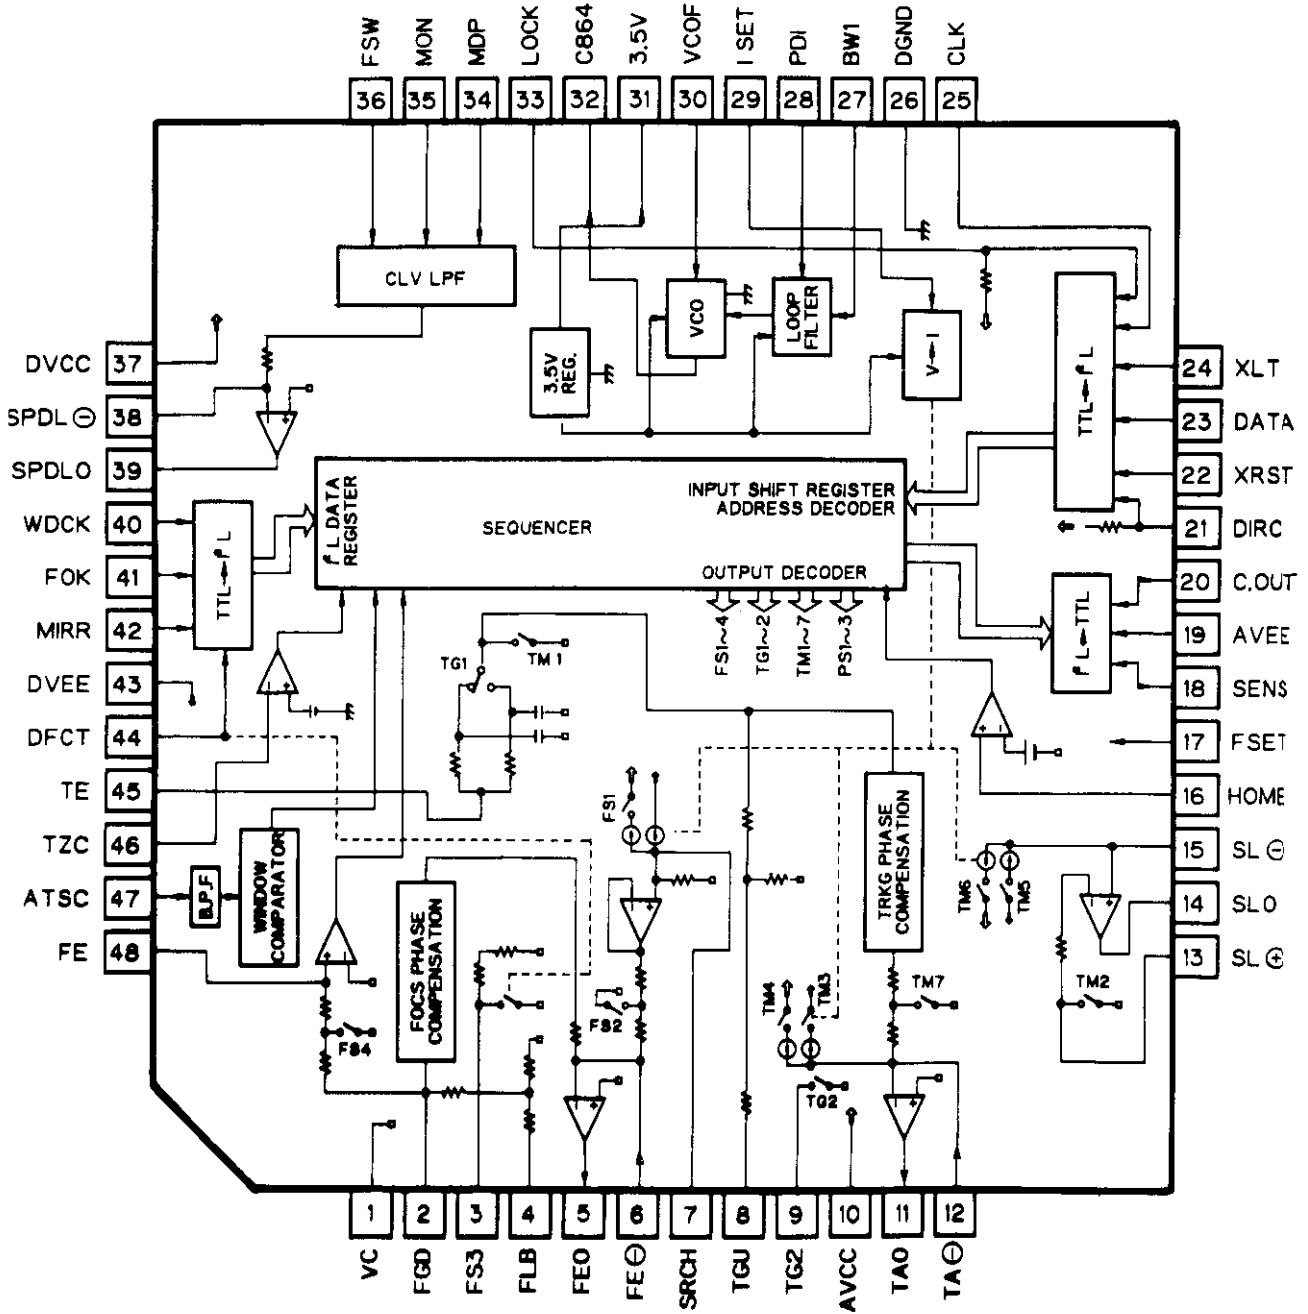 FSW MON MDP LOCK C864 3.5V VCOF I SET PDI BW1 DGND CLK
36 35 34 33 32 31 30 29 28 27 26 25
CLV LPF
3.5V REG.
VCO
LOOP FILTER
V↔I
TTL→ILL
DVCC 37
SPDL⊖ 38
SPDLO 39
WDCK 40
FOK 41
MIRR 42
DVEE 43
DFCT 44
TE 45
TZC 46
ATSC 47
FE 48
24 XLT
23 DATA
22 XRST
21 DIRC
20 C.OUT
19 AVEE
18 SENS
17 FSET
16 HOME
15 SL⊖
14 SLO
13 SL⊕
DATA REGISTER
SEQUENCER
INPUT SHIFT REGISTER
ADDRESS DECODER
OUTPUT DECODER
FS1~4 TG1~2 TM1~7 PS1~3
TG1
TM1
FS1
B.P.F
WINDOW COMPARATOR
FOCS PHASE COMPENSATION
TRKG PHASE COMPENSATION
FS4
FS2
TM6
TM5
TM2
TM7
TM4
TM3
TG2
1 2 3 4 5 6 7 8 9 10 11 12
VC FGD FS3 FLB FEO FE⊖ SRCH TGU TG2 AVCC TAO TA⊖